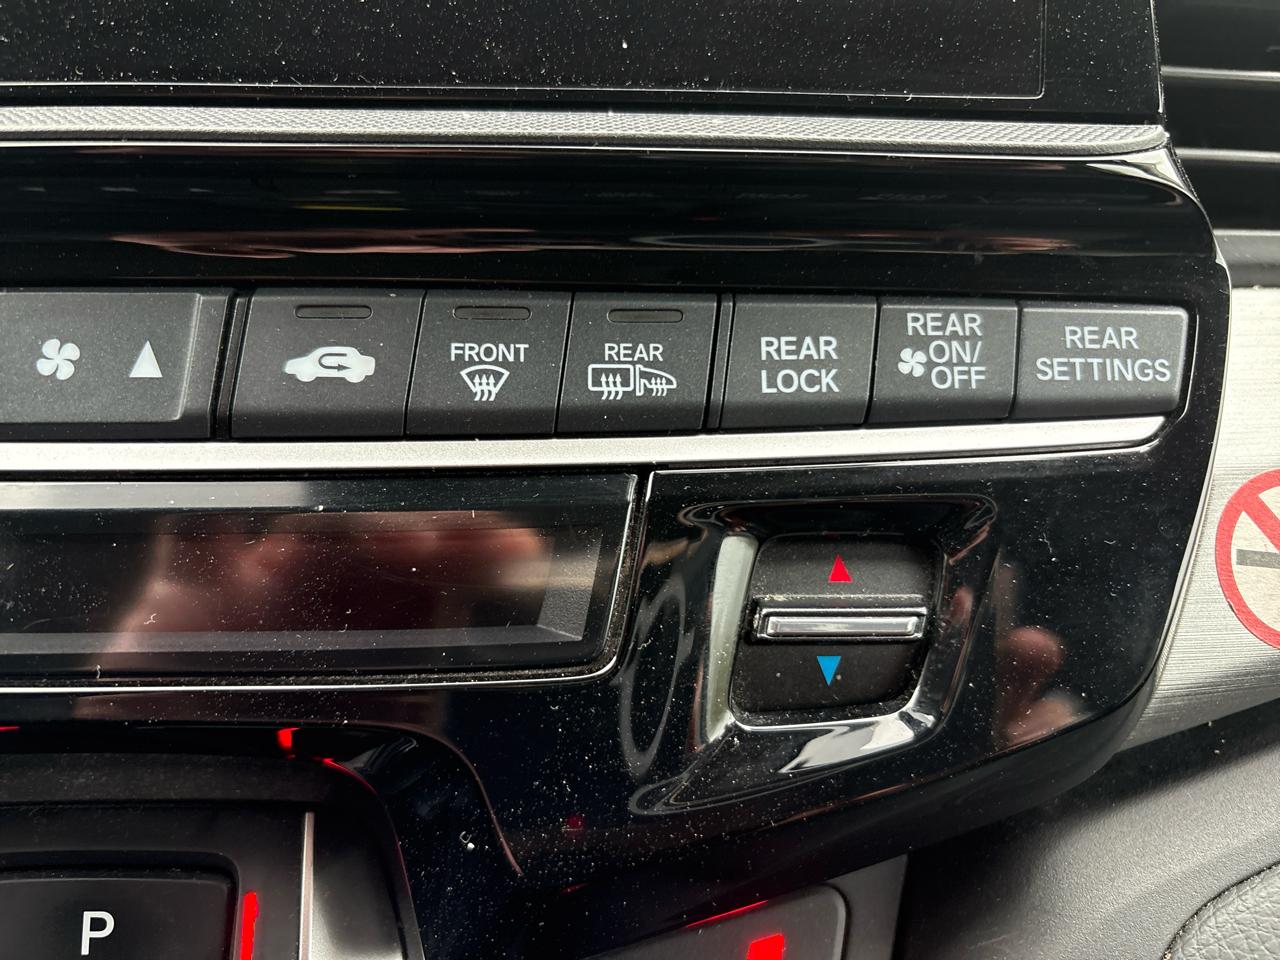 FRONT
REAR
REAR
LOCK
REAR
ON/
OFF
REAR
SETTINGS
P